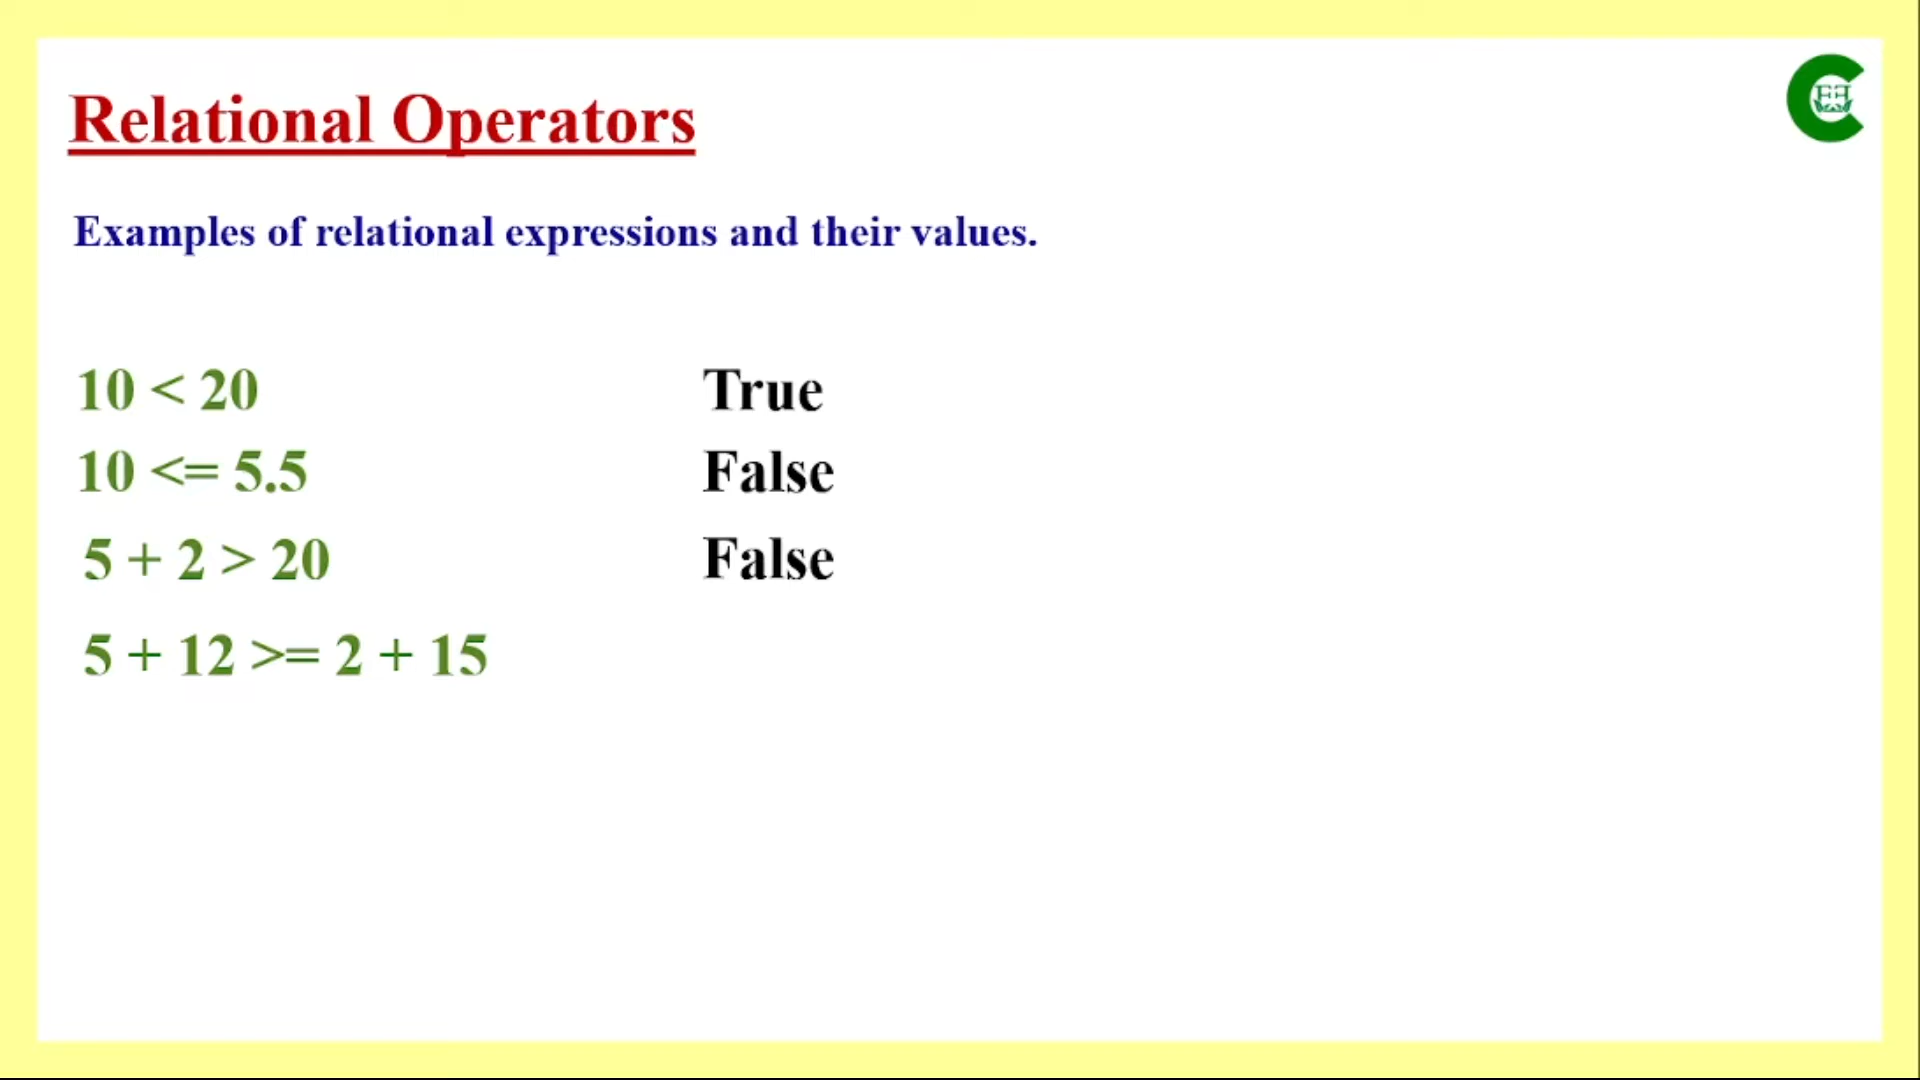 Relational Operators
Examples of relational expressions and their values.
10 < 20 True
10 <= 5.5 False
5 + 2 > 20 False
5 + 12 >= 2 + 15